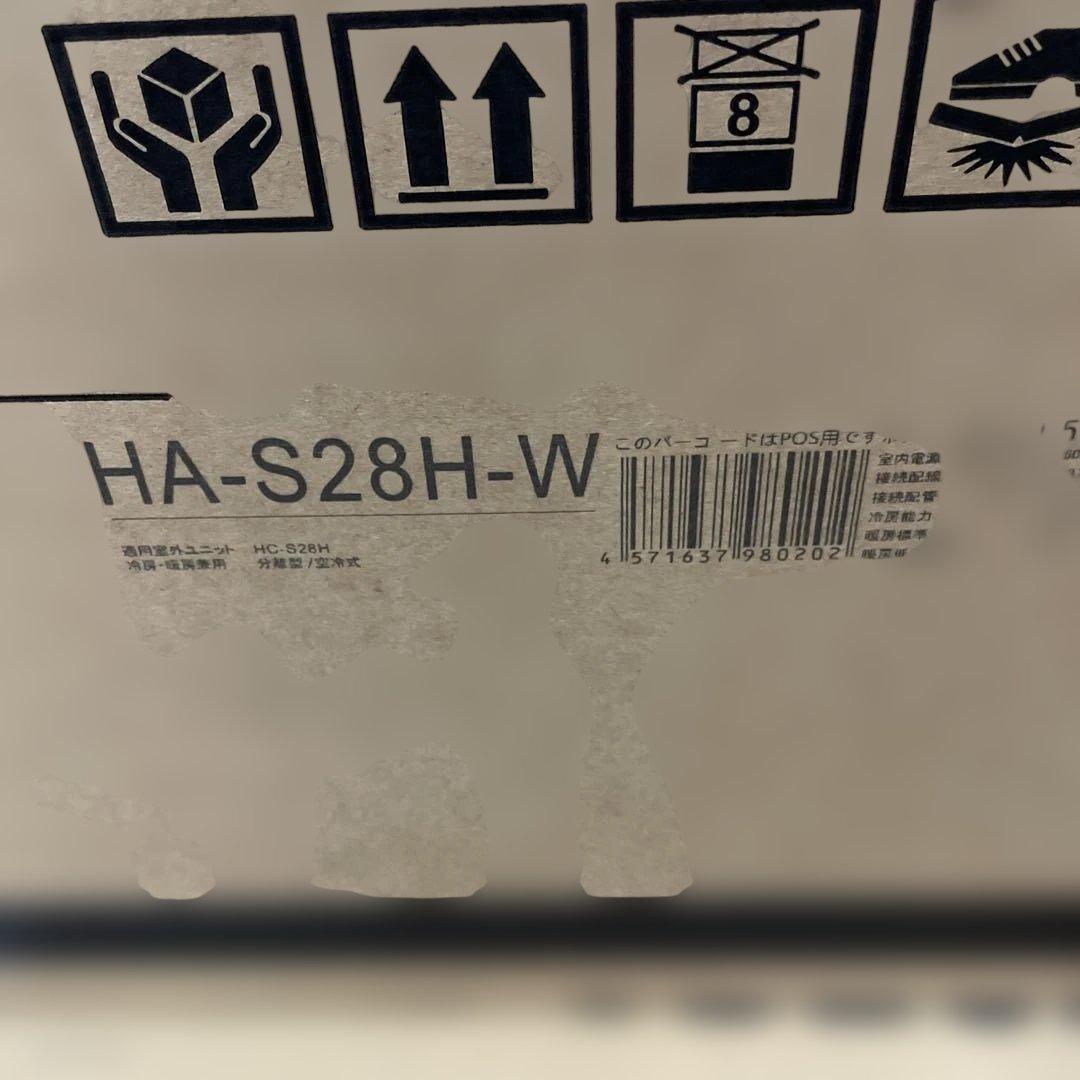 8
HA-S28H-W
適用室外ユニット HC-S28H
冷房・暖房兼用 分離型/空冷式
このバーコードはPOS用です
4 571637 980202
室内電源
接続配線
接続配管
冷房能力
暖房標準
暖房低